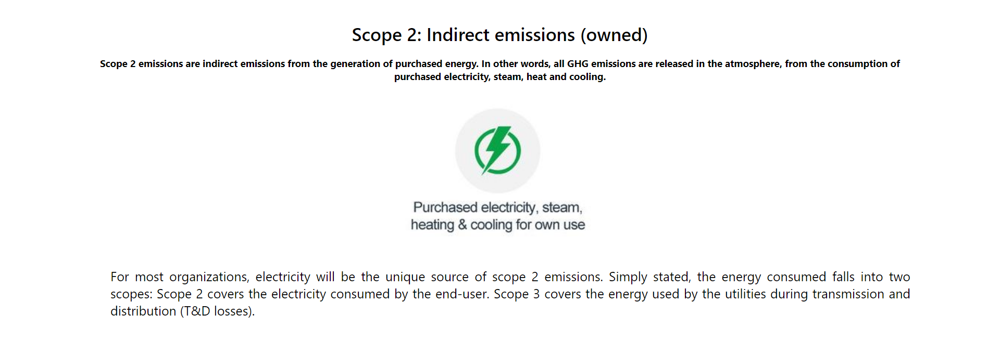 Scope 2: Indirect emissions (owned)
Scope 2 emissions are indirect emissions from the generation of purchased energy. In other words, all GHG emissions are released in the atmosphere, from the consumption of
purchased electricity, steam, heat and cooling.
Purchased electricity, steam,
heating & cooling for own use
For most organizations, electricity will be the unique source of scope 2 emissions. Simply stated, the energy consumed falls into two
scopes: Scope 2 covers the electricity consumed by the end-user. Scope 3 covers the energy used by the utilities during transmission and
distribution (T&D losses).